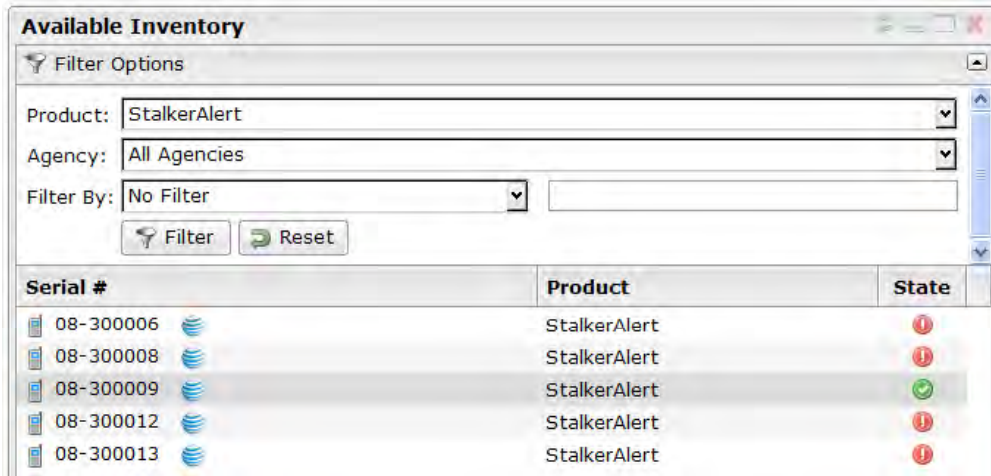 Available Inventory
Filter Options
Product: StalkerAlert
Agency: All Agencies
Filter By: No Filter
Filter Reset
Serial # Product State
08-300006 StalkerAlert
08-300008 StalkerAlert
08-300009 StalkerAlert
08-300012 StalkerAlert
08-300013 StalkerAlert